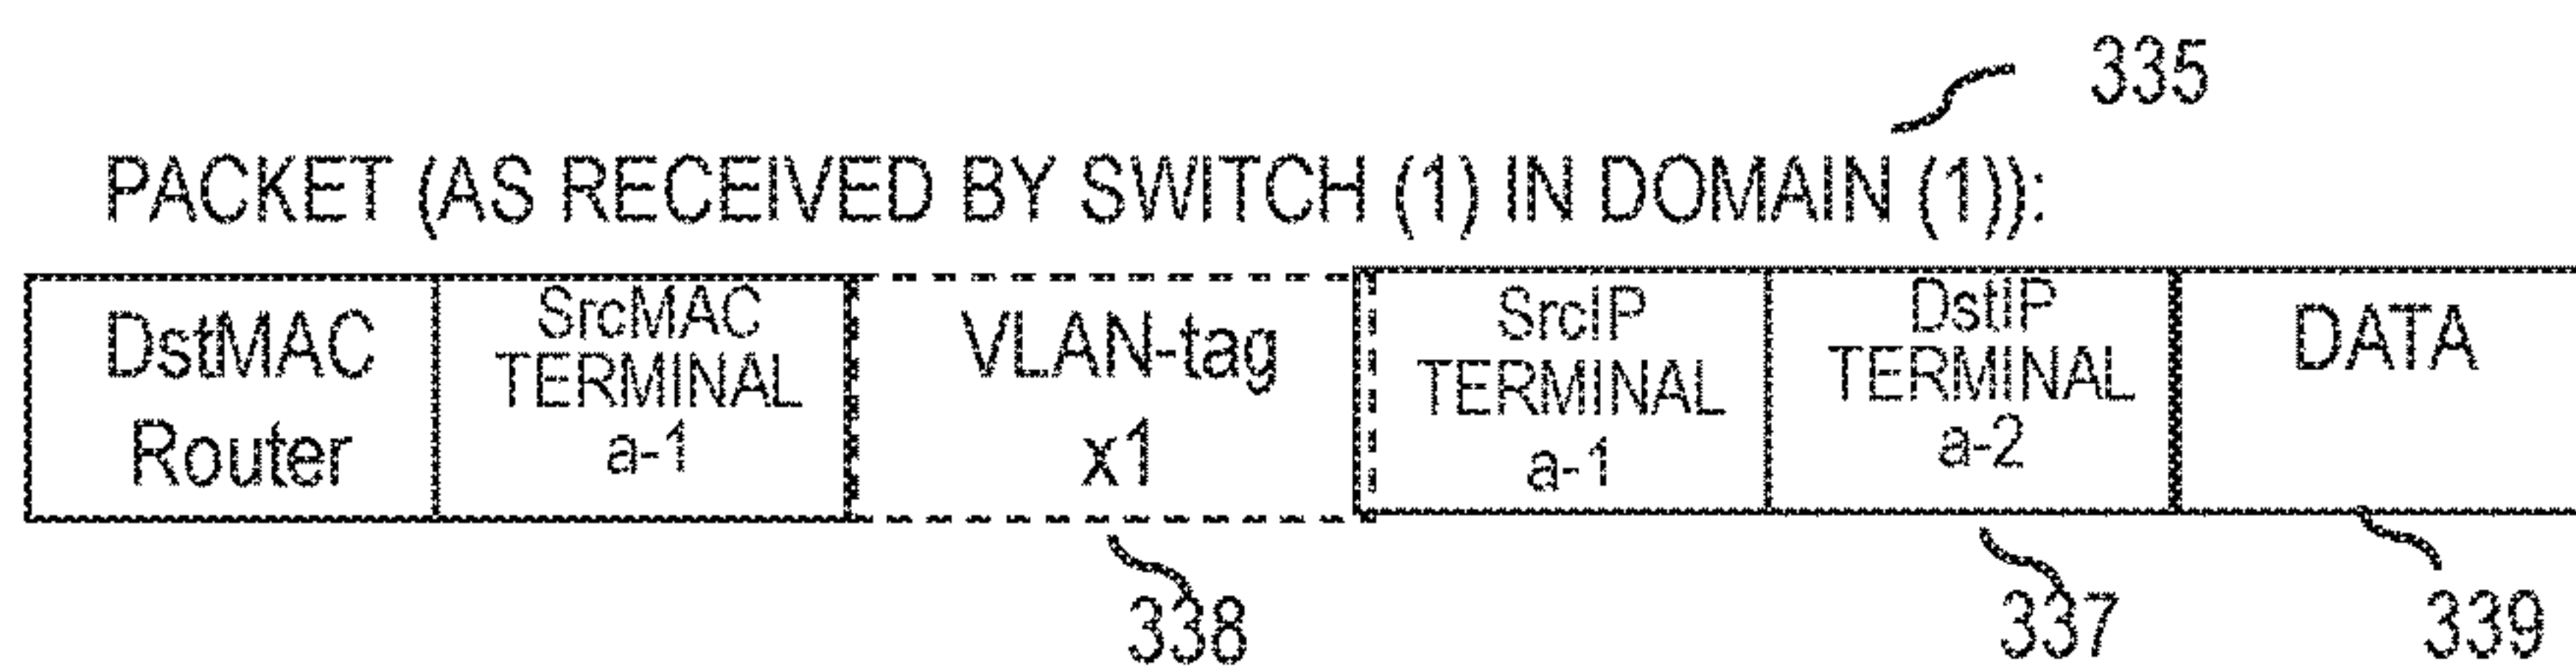 335
PACKET (AS RECEIVED BY SWITCH (1) IN DOMAIN (1)):
DstMAC
Router
SrcMAC
TERMINAL
a-1
VLAN-tag
x1
SrcIP
TERMINAL
a-1
DstIP
TERMINAL
a-2
DATA
338
337
339